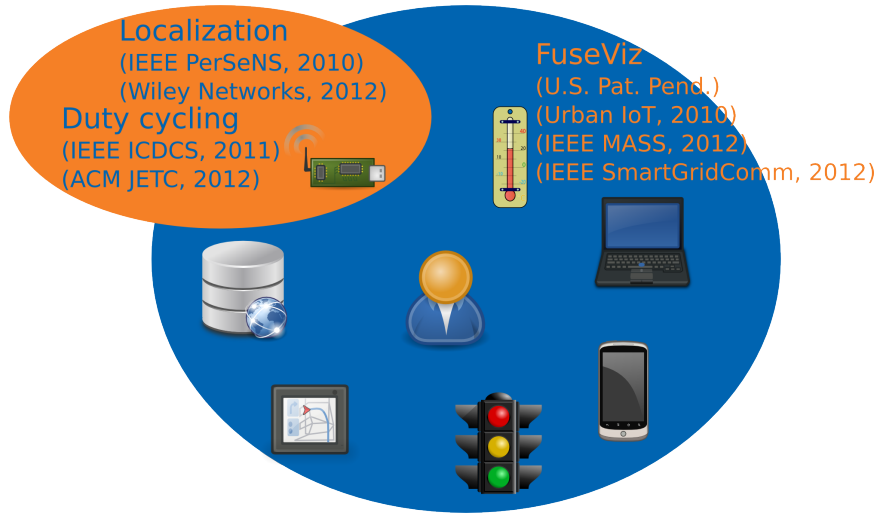 Localization
(IEEE PerSeNS, 2010)
(Wiley Networks, 2012)
Duty cycling
(IEEE ICDCS, 2011)
(ACM JETC, 2012)
FuseViz
(U.S. Pat. Pend.)
(Urban IoT, 2010)
(IEEE MASS, 2012)
(IEEE SmartGridComm, 2012)